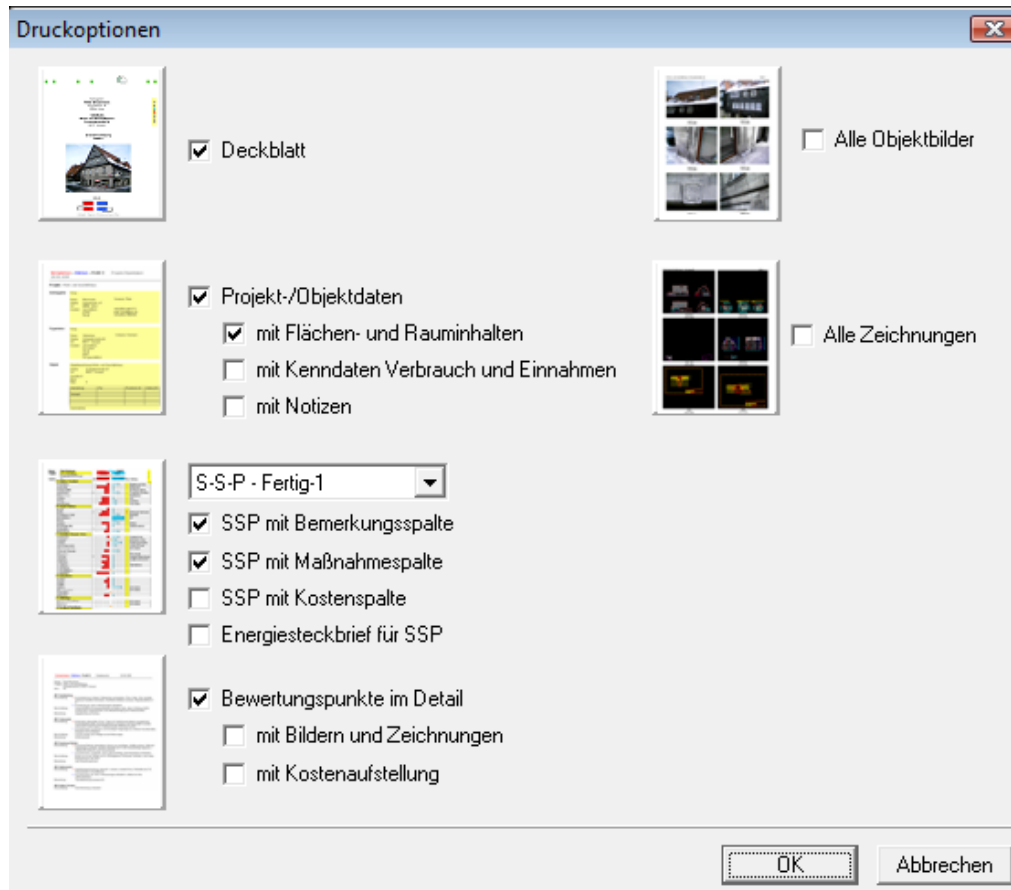 Druckoptionen
Deckblatt
Alle Objektbilder
Projekt-/Objektdaten
mit Flächen- und Rauminhalten
mit Kenndaten Verbrauch und Einnahmen
mit Notizen
Alle Zeichnungen
S-S-P - Fertig-1
SSP mit Bemerkungsspalte
SSP mit Maßnahmespalte
SSP mit Kostenspalte
Energiesteckbrief für SSP
Bewertungspunkte im Detail
mit Bildern und Zeichnungen
mit Kostenaufstellung
OK
Abbrechen